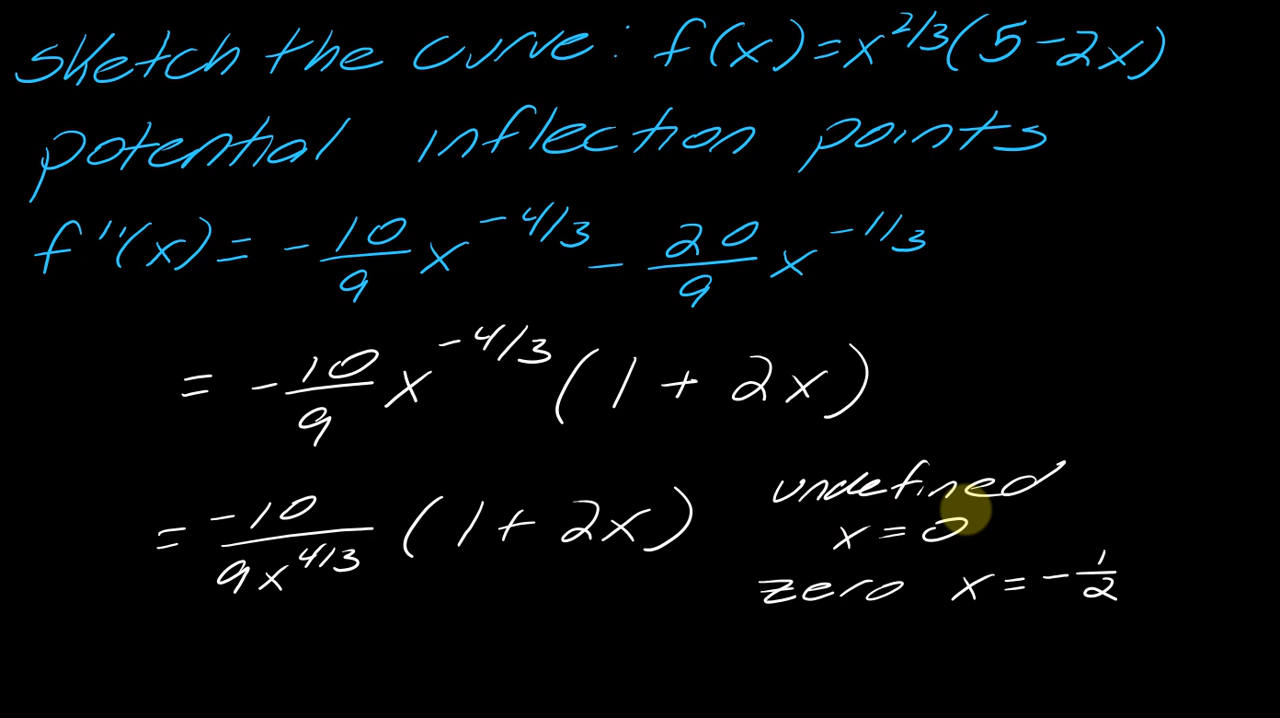 sketch the curve: f(x)=x^2/3(5-2x)
potential inflection points
f''(x)= -10/9 x^-4/3 - 20/9 x^-1/3
= -10/9 x^-4/3 (1+2x)
= -10/9x^4/3 (1+2x)
undefined
x=0
zero x=-1/2